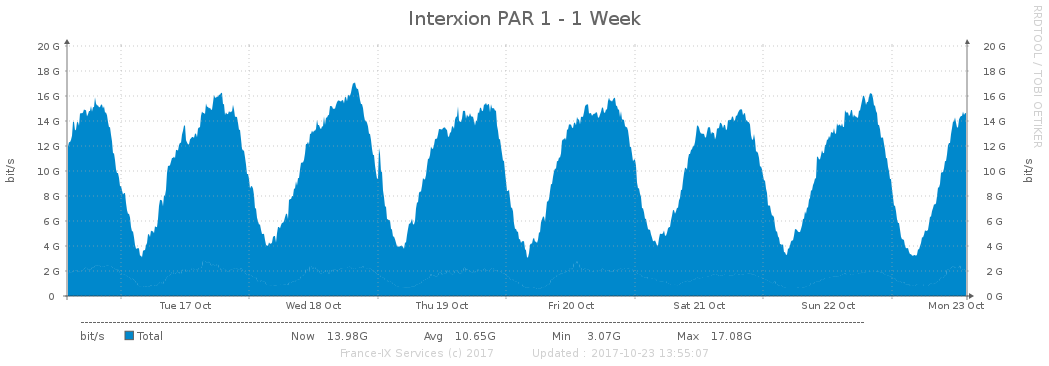 Interxion PAR 1 - 1 Week
RRDTOOL / TOBI OETIKER
20 G 20 G
18 G 18 G
16 G 16 G
14 G 14 G
12 G 12 G
10 G 10 G
8 G 8 G
6 G 6 G
4 G 4 G
2 G 2 G
0 0 G
bit/s
bit/s
Tue 17 Oct Wed 18 Oct Thu 19 Oct Fri 20 Oct Sat 21 Oct Sun 22 Oct Mon 23 Oct
bit/s Total Now 13.98G Avg 10.65G Min 3.07G Max 17.08G
France-IX Services (c) 2017 Updated : 2017-10-23 13:55:07